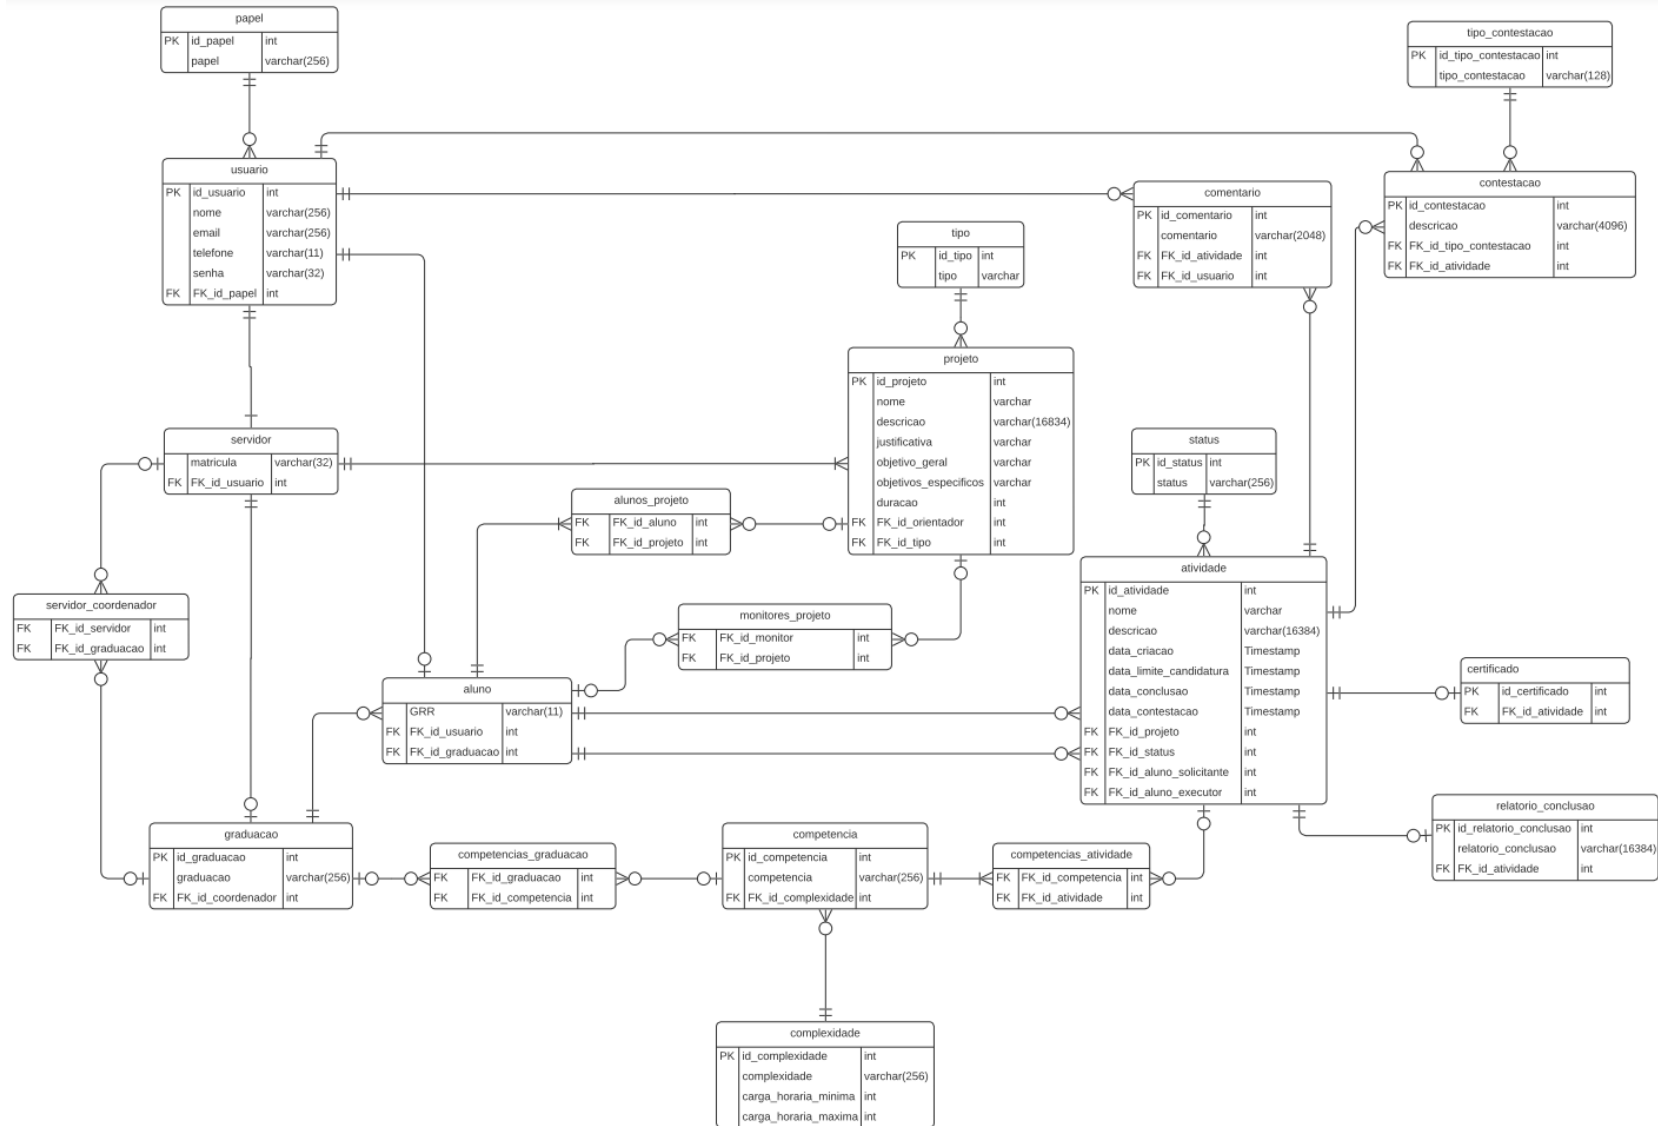 papel
PK id_papel int
papel varchar(256)
tipo_contestacao
PK id_tipo_contestacao int
tipo_contestacao varchar(128)
usuario
PK id_usuario int
nome varchar(256)
email varchar(256)
telefone varchar(11)
senha varchar(32)
FK FK_id_papel int
comentario
PK id_comentario int
comentario varchar(2048)
FK FK_id_atividade int
FK FK_id_usuario int
contestacao
PK id_contestacao int
descricao varchar(4096)
FK FK_id_tipo_contestacao int
FK FK_id_atividade int
tipo
PK id_tipo int
tipo varchar
projeto
PK id_projeto int
nome varchar
descricao varchar(16834)
justificativa varchar
objetivo_geral varchar
objetivos_especificos varchar
duracao int
FK FK_id_orientador int
FK FK_id_tipo int
servidor
matricula varchar(32)
FK FK_id_usuario int
status
PK id_status int
status varchar(256)
alunos_projeto
FK FK_id_aluno int
FK FK_id_projeto int
servidor_coordenador
FK FK_id_servidor int
FK FK_id_graduacao int
monitores_projeto
FK FK_id_monitor int
FK FK_id_projeto int
atividade
PK id_atividade int
nome varchar
descricao varchar(16384)
data_criacao Timestamp
data_limite_candidatura Timestamp
data_conclusao Timestamp
data_contestacao Timestamp
FK FK_id_projeto int
FK FK_id_status int
FK FK_id_aluno_solicitante int
FK FK_id_aluno_executor int
aluno
GRR varchar(11)
FK FK_id_usuario int
FK FK_id_graduacao int
certificado
PK id_certificado int
FK FK_id_atividade int
relatorio_conclusao
PK id_relatorio_conclusao int
relatorio_conclusao varchar(16384)
FK FK_id_atividade int
graduacao
PK id_graduacao int
graduacao varchar(256)
FK FK_id_coordenador int
competencias_graduacao
FK FK_id_graduacao int
FK FK_id_competencia int
competencia
PK id_competencia int
competencia varchar(256)
FK FK_id_complexidade int
competencias_atividade
FK FK_id_competencia int
FK FK_id_atividade int
complexidade
PK id_complexidade int
complexidade varchar(256)
carga_horaria_minima int
carga_horaria_maxima int